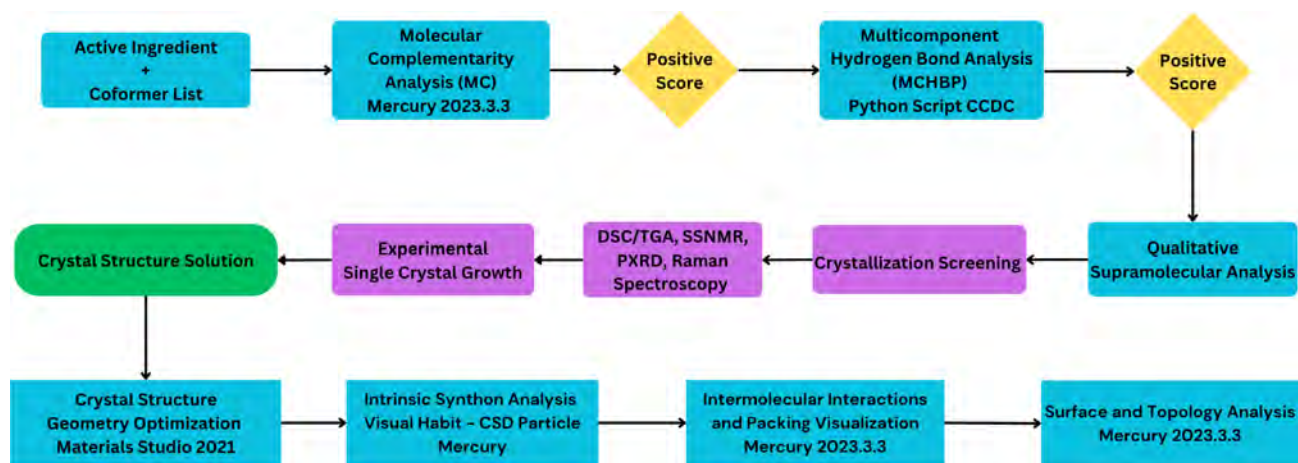 Active Ingredient
+
Coformer List
Molecular
Complementarity
Analysis (MC)
Mercury 2023.3.3
Positive
Score
Multicomponent
Hydrogen Bond Analysis
(MCHBP)
Python Script CCDC
Positive
Score
Crystal Structure Solution
Experimental
Single Crystal Growth
DSC/TGA, SSNMR,
PXRD, Raman
Spectroscopy
Crystallization Screening
Qualitative
Supramolecular Analysis
Crystal Structure
Geometry Optimization
Materials Studio 2021
Intrinsic Synthon Analysis
Visual Habit – CSD Particle
Mercury
Intermolecular Interactions
and Packing Visualization
Mercury 2023.3.3
Surface and Topology Analysis
Mercury 2023.3.3